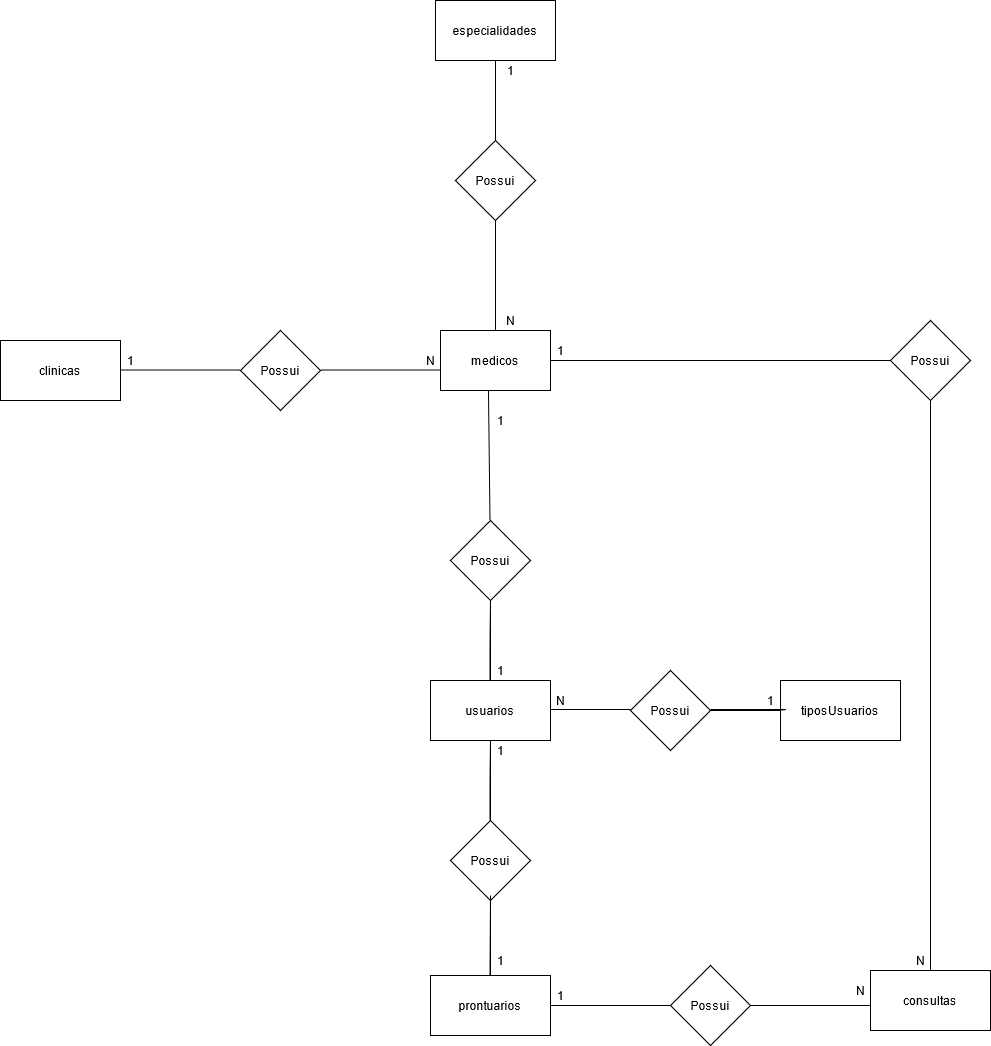 especialidades
1
Possui
N
clinicas
1
Possui
N
medicos
1
Possui
1
Possui
1
usuarios
N
Possui
1
tiposUsuarios
1
Possui
1
prontuarios
1
Possui
N
N
consultas